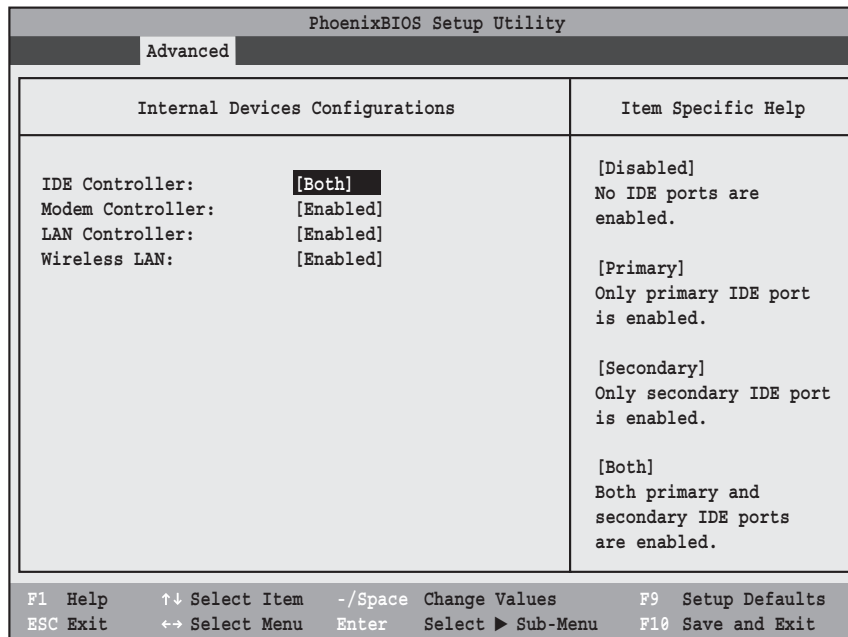 PhoenixBIOS Setup Utility
Advanced
Internal Devices Configurations
IDE Controller: [Both]
Modem Controller: [Enabled]
LAN Controller: [Enabled]
Wireless LAN: [Enabled]
Item Specific Help
[Disabled]
No IDE ports are
enabled.
[Primary]
Only primary IDE port
is enabled.
[Secondary]
Only secondary IDE port
is enabled.
[Both]
Both primary and
secondary IDE ports
are enabled.
F1 Help ↑↓ Select Item -/Space Change Values F9 Setup Defaults
ESC Exit ←→ Select Menu Enter Select ▶ Sub-Menu F10 Save and Exit